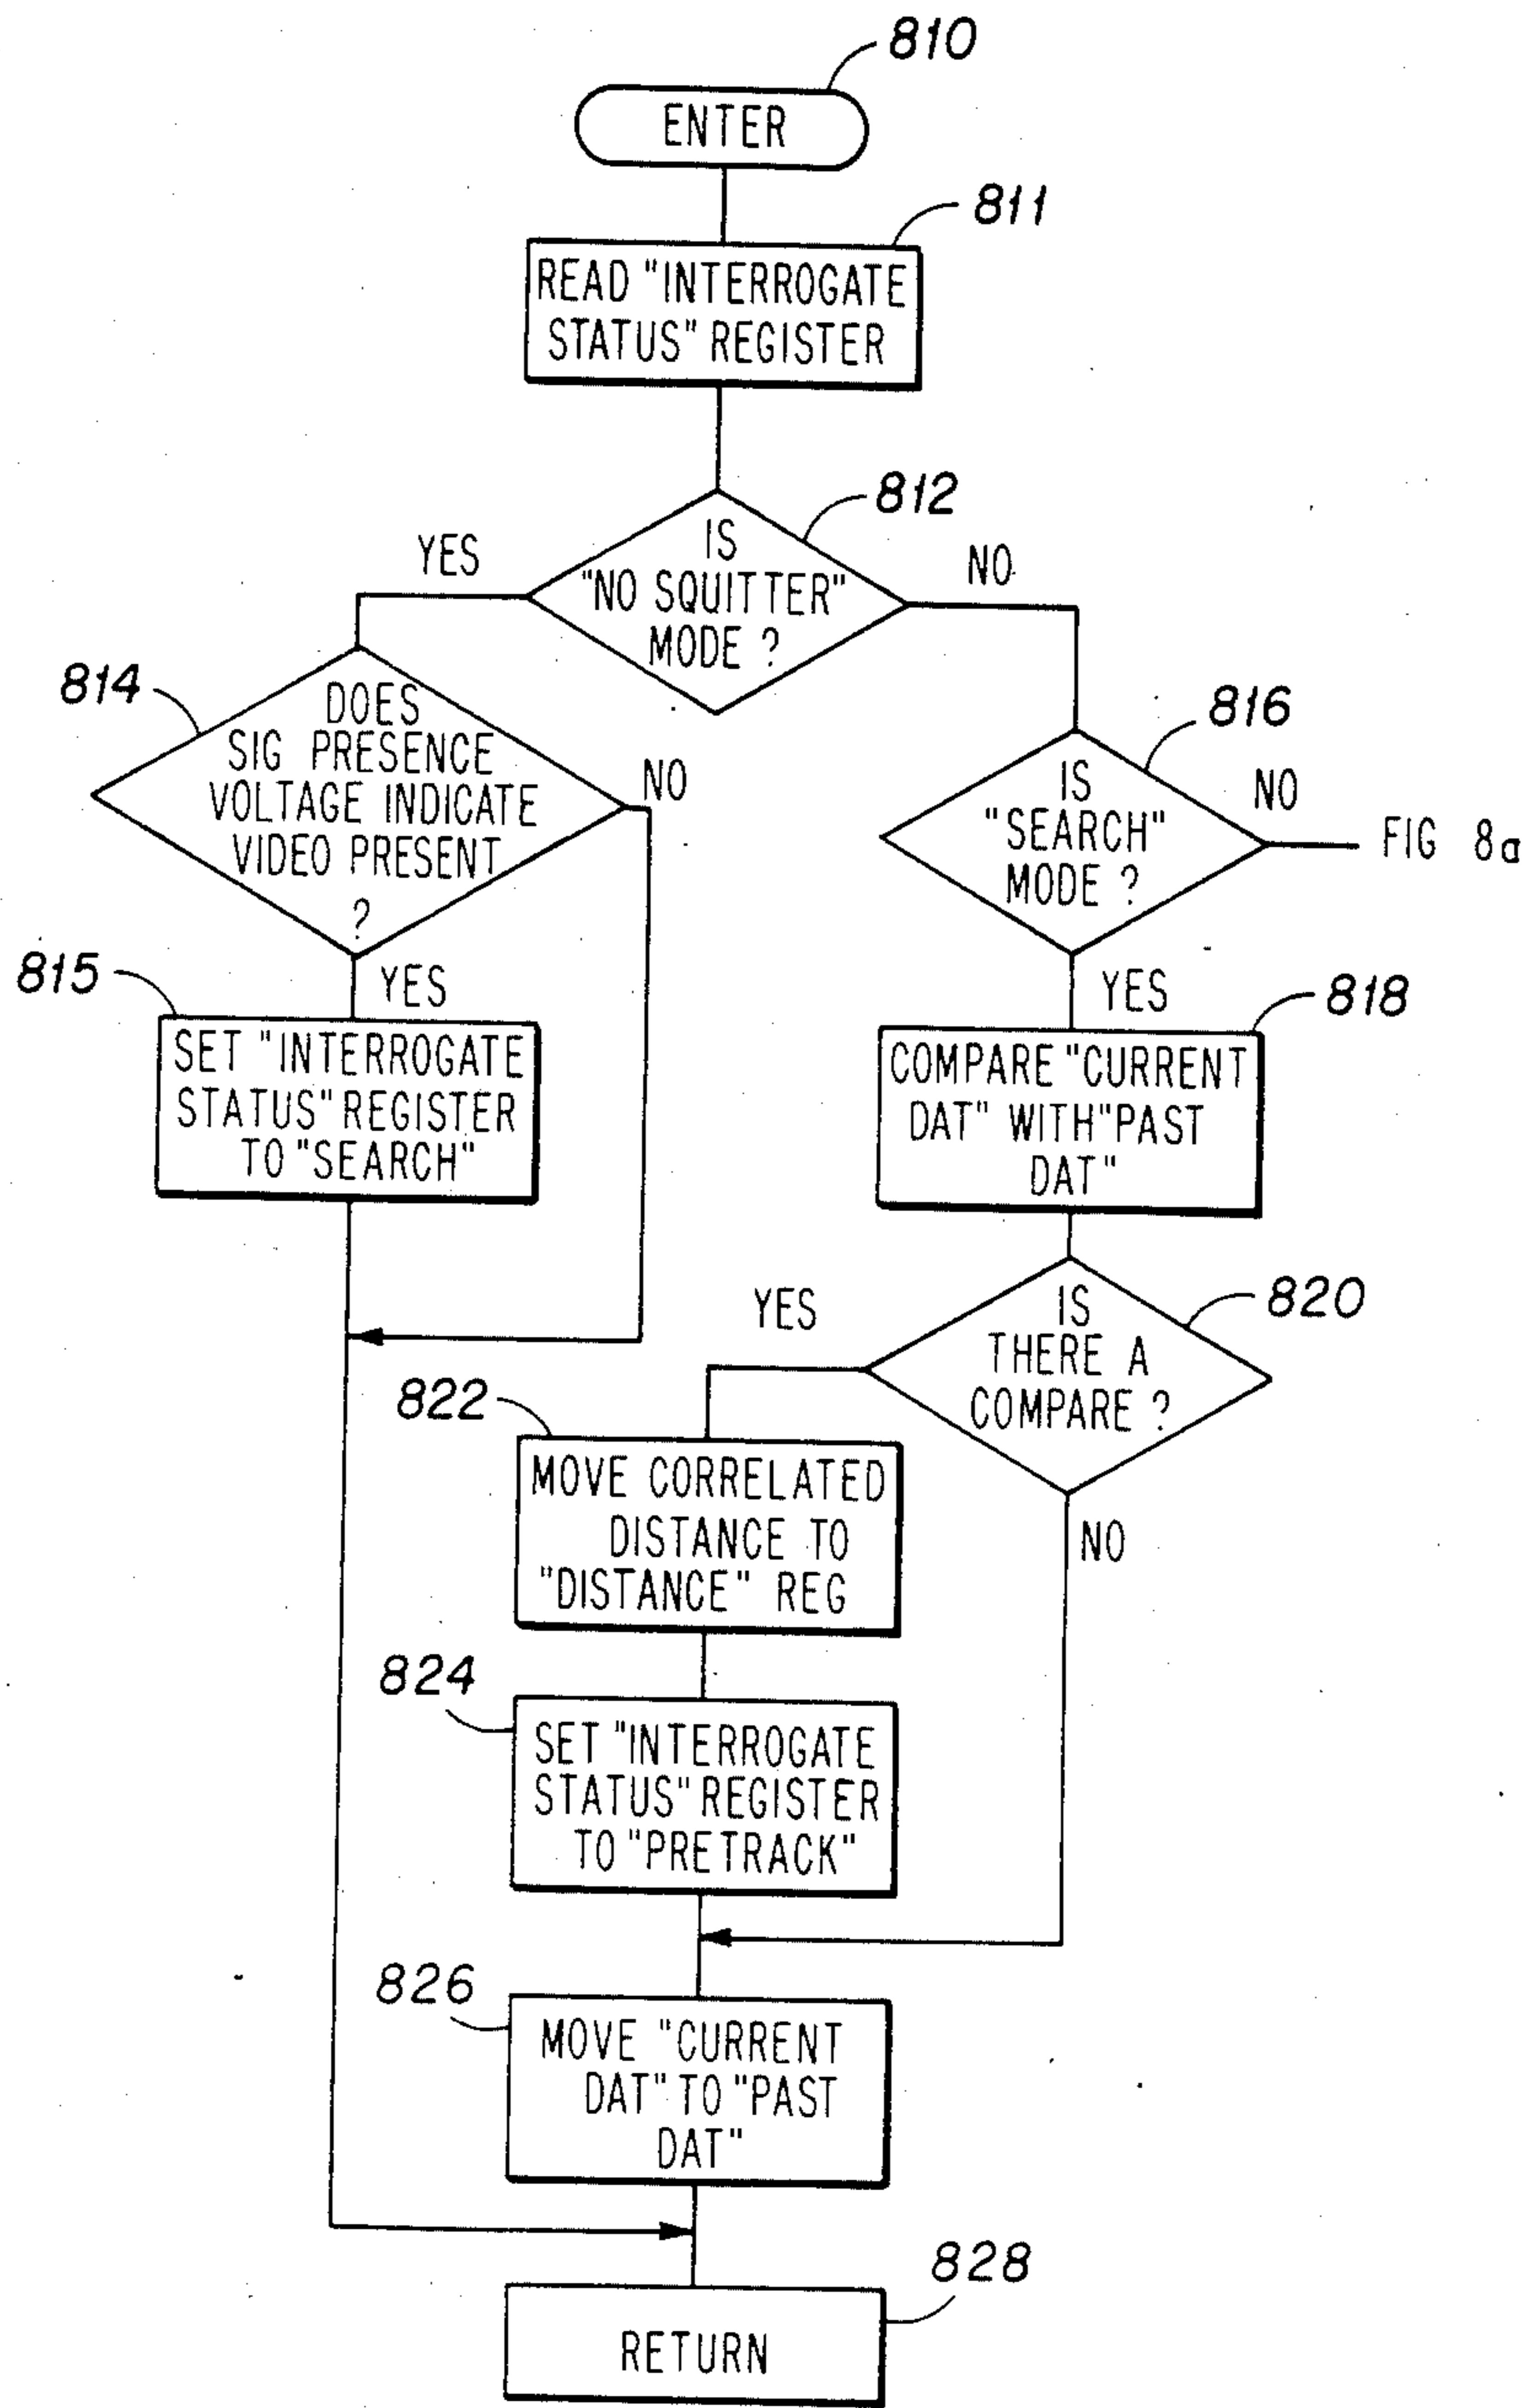 810
ENTER
811
READ "INTERROGATE
STATUS" REGISTER
812
IS
"NO SQUITTER"
MODE ?
YES
NO
814
DOES
SIG PRESENCE
VOLTAGE INDICATE
VIDEO PRESENT
?
NO
YES
816
IS
"SEARCH"
MODE ?
NO
FIG 8a
YES
815
SET "INTERROGATE
STATUS" REGISTER
TO "SEARCH"
818
COMPARE "CURRENT
DAT" WITH "PAST
DAT"
820
IS
THERE A
COMPARE ?
YES
NO
822
MOVE CORRELATED
DISTANCE TO
"DISTANCE" REG
824
SET "INTERROGATE
STATUS" REGISTER
TO "PRETRACK"
826
MOVE "CURRENT
DAT" TO "PAST
DAT"
828
RETURN